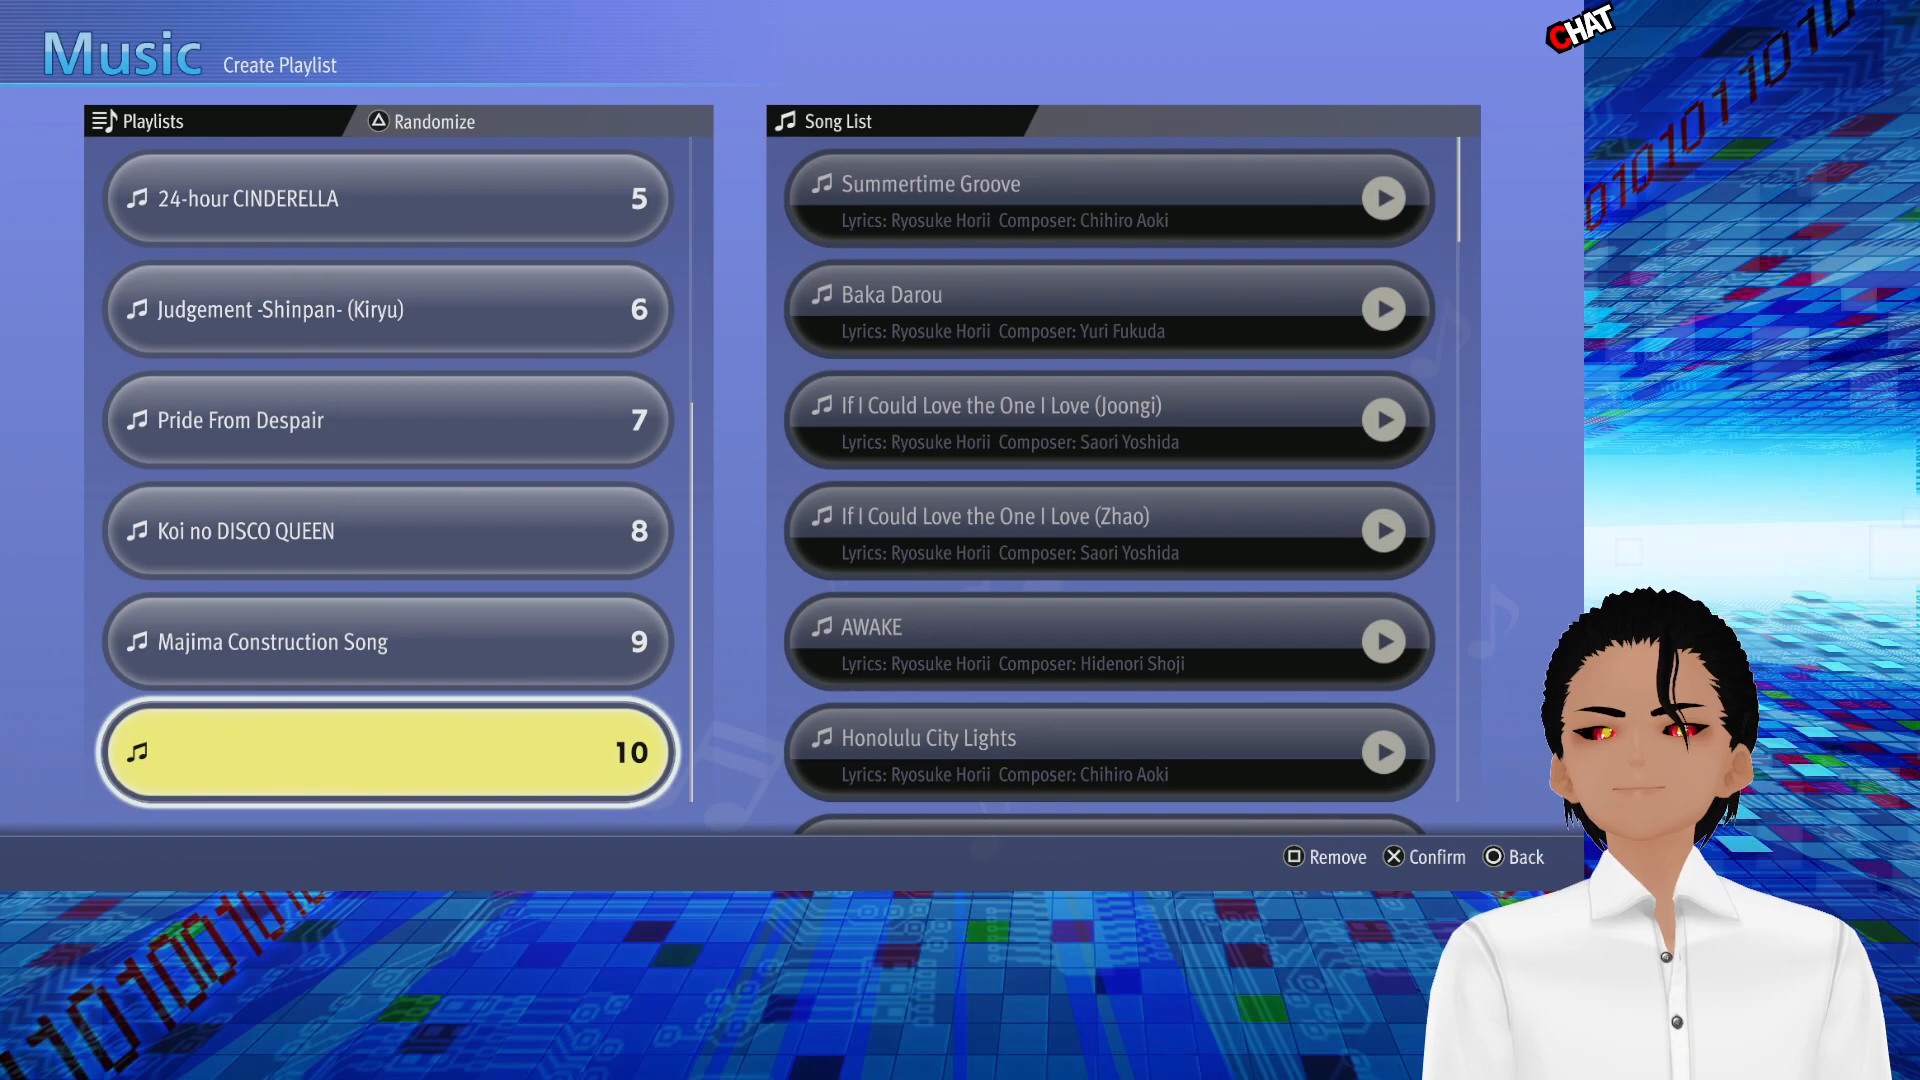 Music Create Playlist
CHAT
Playlists
Randomize
24-hour CINDERELLA 5
Judgement -Shinpan- (Kiryu) 6
Pride From Despair 7
Koi no DISCO QUEEN 8
Majima Construction Song 9
10
Song List
Summertime Groove
Lyrics: Ryosuke Horii Composer: Chihiro Aoki
Baka Darou
Lyrics: Ryosuke Horii Composer: Yuri Fukuda
If I Could Love the One I Love (Joongi)
Lyrics: Ryosuke Horii Composer: Saori Yoshida
If I Could Love the One I Love (Zhao)
Lyrics: Ryosuke Horii Composer: Saori Yoshida
AWAKE
Lyrics: Ryosuke Horii Composer: Hidenori Shoji
Honolulu City Lights
Lyrics: Ryosuke Horii Composer: Chihiro Aoki
Remove Confirm Back